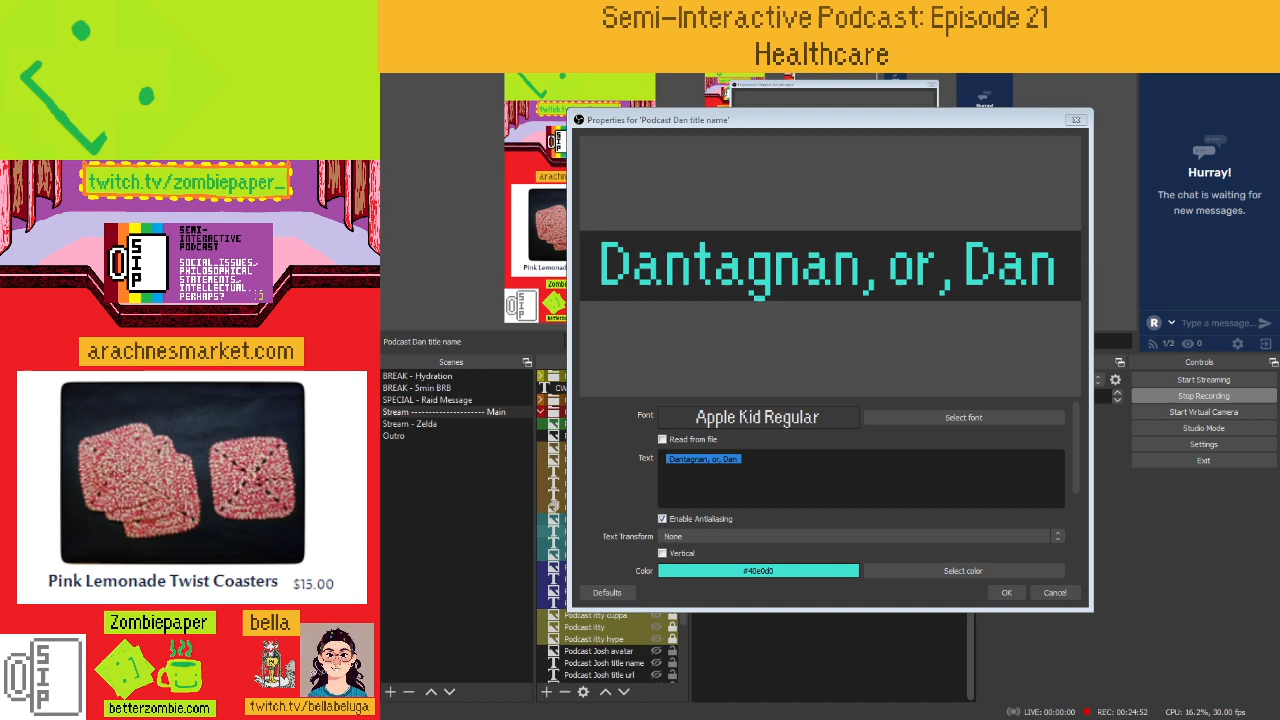 Semi-Interactive Podcast: Episode 21
Healthcare
twitch.tv/zombiepaper_
SIP
SEMI-
INTERACTIVE
PODCAST
SOCIAL ISSUES,
PHILOSOPHICAL
STATEMENTS,
INTELLECTUAL...
PERHAPS? :3
arachnesmarket.com
Pink Lemonade Twist Coasters $15.00
Zombiepaper
betterzombie.com
bella
twitch.tv/bellabeluga
SIP
Properties for 'Podcast Dan title name'
Dantagnan, or, Dan
Font
Apple Kid Regular
Select font
Read from file
Text
Dantagnan, or, Dan
Enable Antialiasing
Text Transform
None
Vertical
Color
#40e0d0
Select color
Defaults
OK
Cancel
Hurray!
The chat is waiting for
new messages.
R
Type a message...
1/2
0
Podcast Dan title name
Scenes
BREAK - Hydration
BREAK - 5min BRB
SPECIAL - Raid Message
Stream -------------------- Main
Stream - Zelda
Outro
Podcast itty cuppa
Podcast itty
Podcast itty hype
Podcast Josh avatar
Podcast Josh title name
Podcast Josh title url
Controls
Start Streaming
Stop Recording
Start Virtual Camera
Studio Mode
Settings
Exit
LIVE: 00:00:00
REC: 00:24:52
CPU: 16.2%, 30.00 fps